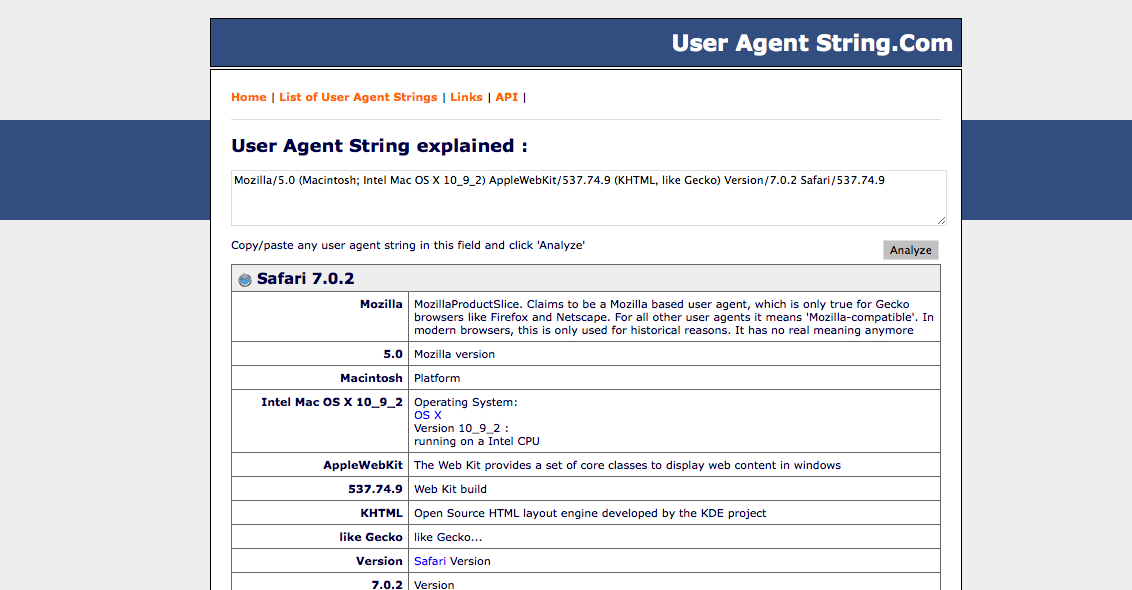 User Agent String.Com
Home | List of User Agent Strings | Links | API |
User Agent String explained :
Mozilla/5.0 (Macintosh; Intel Mac OS X 10_9_2) AppleWebKit/537.74.9 (KHTML, like Gecko) Version/7.0.2 Safari/537.74.9
Copy/paste any user agent string in this field and click 'Analyze'
Analyze
Safari 7.0.2
Mozilla MozillaProductSlice. Claims to be a Mozilla based user agent, which is only true for Gecko
browsers like Firefox and Netscape. For all other user agents it means 'Mozilla-compatible'. In
modern browsers, this is only used for historical reasons. It has no real meaning anymore
5.0 Mozilla version
Macintosh Platform
Intel Mac OS X 10_9_2 Operating System:
OS X
Version 10_9_2 :
running on a Intel CPU
AppleWebKit The Web Kit provides a set of core classes to display web content in windows
537.74.9 Web Kit build
KHTML Open Source HTML layout engine developed by the KDE project
like Gecko like Gecko...
Version Safari Version
7.0.2 Version